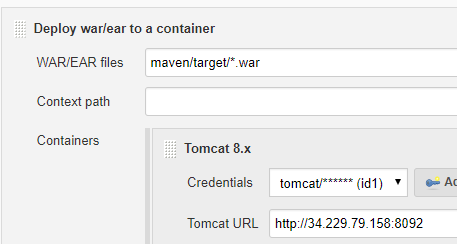 Deploy war/ear to a container
WAR/EAR files maven/target/*.war
Context path
Containers
Tomcat 8.x
Credentials tomcat/****** (id1)
Tomcat URL http://34.229.79.158:8092